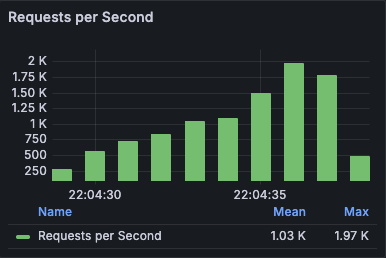 Requests per Second
2 K
1.75 K
1.50 K
1.25 K
1 K
750
500
250
22:04:30 22:04:35
Name Mean Max
Requests per Second 1.03 K 1.97 K